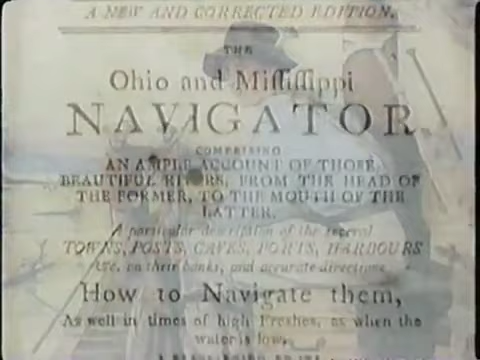 A NEW AND CORRECTED EDITION.
THE
Ohio and Miſſiſſippi
NAVIGATOR
COMPRISING
AN AMPLE ACCOUNT OF THOSE
BEAUTIFUL RIVERS, FROM THE HEAD OF
THE FORMER, TO THE MOUTH OF THE
LATTER.
A particular deſcription of the ſeveral
TOWNS, POSTS, CAVES, PORTS, HARBOURS
&c. on their banks, and accurate directions
How to Navigate them,
As well in times of high Freſhes, as when the
water is low,